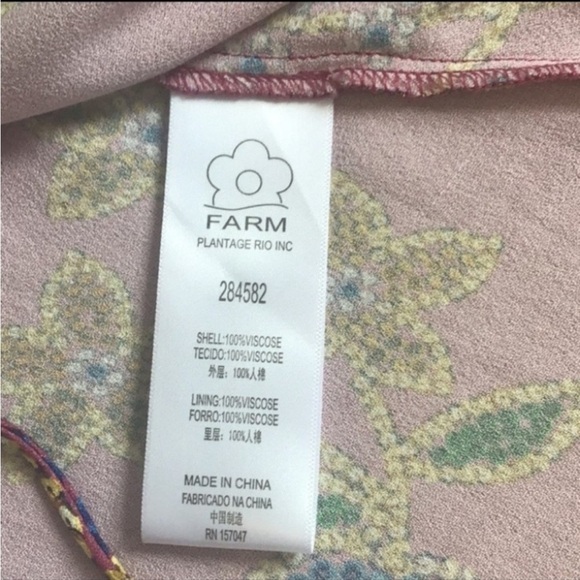 FARM
PLANTAGE RIO INC
284582
SHELL:100%VISCOSE
TECIDO:100%VISCOSE
外层：100%人棉
LINING:100%VISCOSE
FORRO:100%VISCOSE
里层：100%人棉
MADE IN CHINA
FABRICADO NA CHINA
中国制造
RN 157047